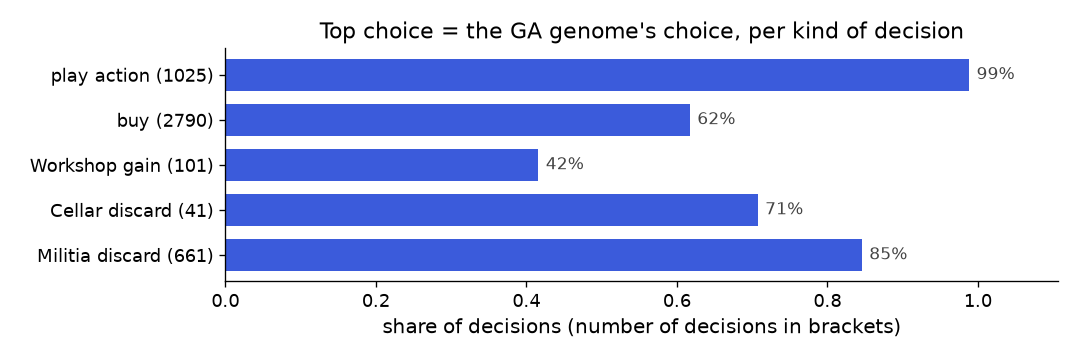 Top choice = the GA genome's choice, per kind of decision
play action (1025)
99%
buy (2790)
62%
Workshop gain (101)
42%
Cellar discard (41)
71%
Militia discard (661)
85%
0.0 0.2 0.4 0.6 0.8 1.0
share of decisions (number of decisions in brackets)